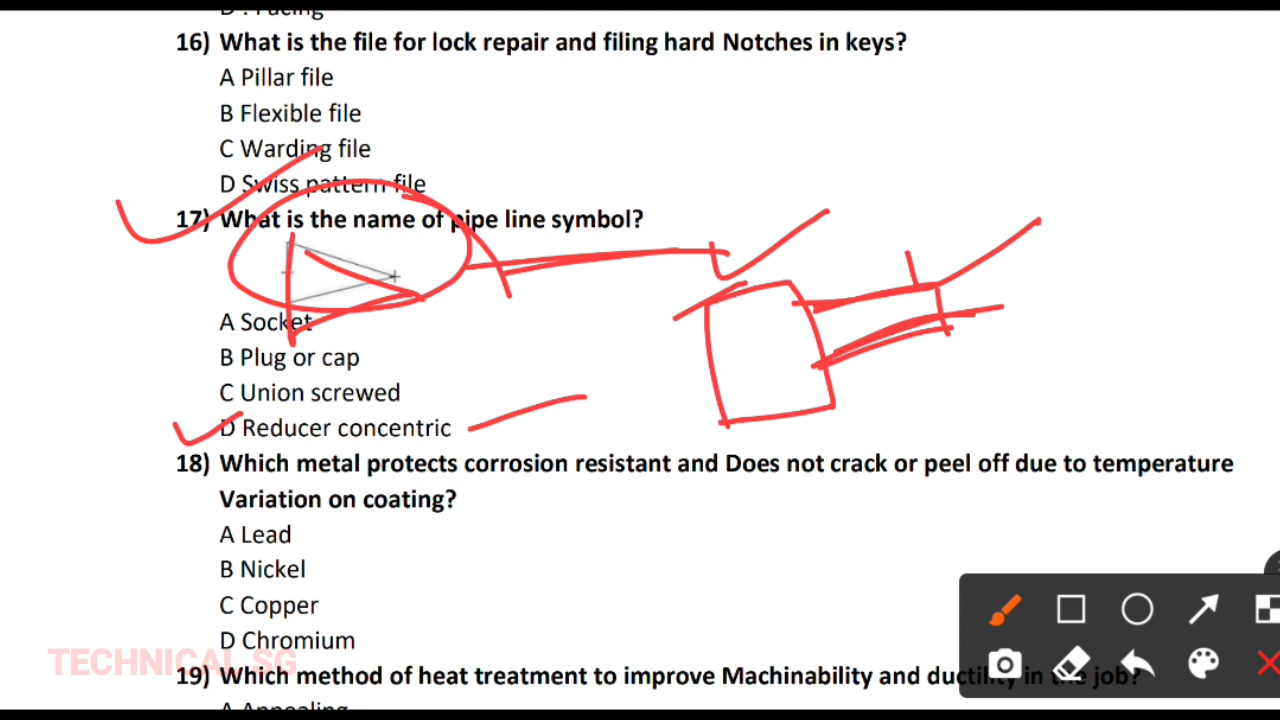 D : Facing
16) What is the file for lock repair and filing hard Notches in keys?
A Pillar file
B Flexible file
C Warding file
D Swiss pattern file
17) What is the name of pipe line symbol?
A Socket
B Plug or cap
C Union screwed
D Reducer concentric
18) Which metal protects corrosion resistant and Does not crack or peel off due to temperature
Variation on coating?
A Lead
B Nickel
C Copper
D Chromium
TECHNICAL SG
19) Which method of heat treatment to improve Machinability and ductility in the job?
A Annealing